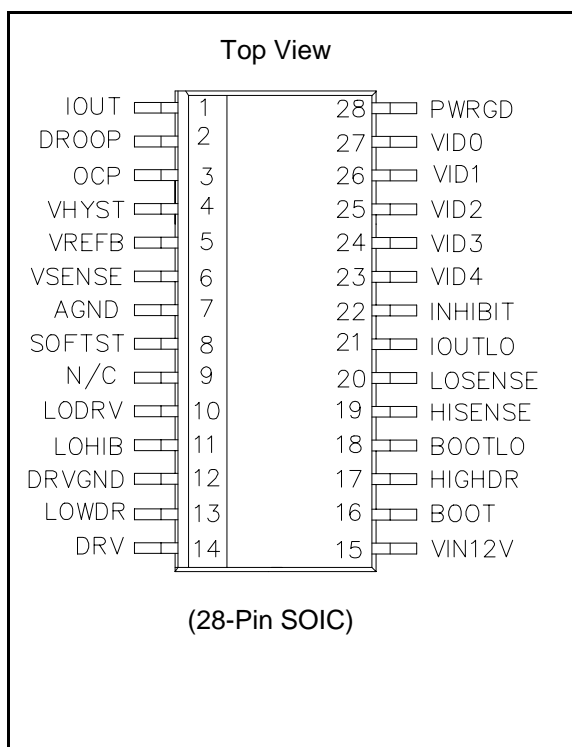 Top View
IOUT 1 28 PWRGD
DROOP 2 27 VID0
OCP 3 26 VID1
VHYST 4 25 VID2
VREFB 5 24 VID3
VSENSE 6 23 VID4
AGND 7 22 INHIBIT
SOFTST 8 21 IOUTLO
N/C 9 20 LOSENSE
LODRV 10 19 HISENSE
LOHIB 11 18 BOOTLO
DRVGND 12 17 HIGHDR
LOWDR 13 16 BOOT
DRV 14 15 VIN12V
(28-Pin SOIC)